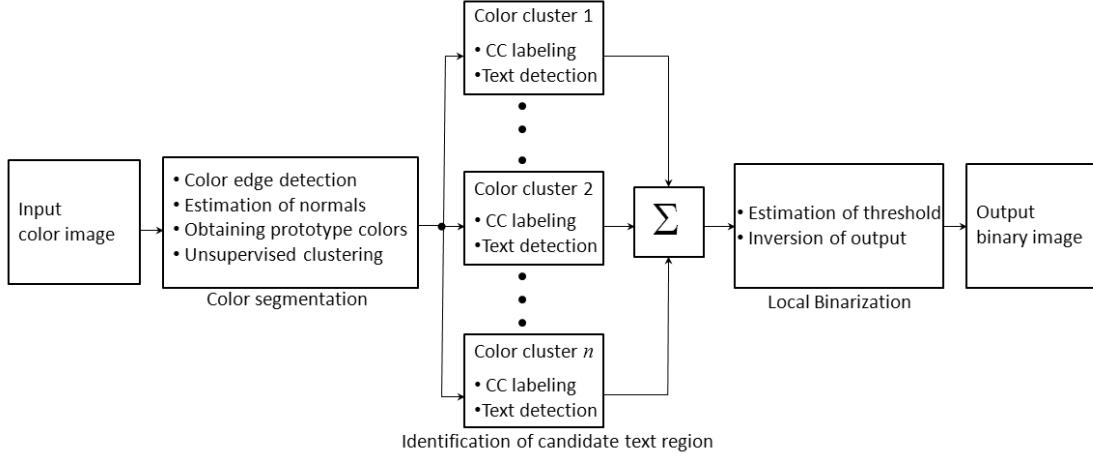 Input
color image
• Color edge detection
• Estimation of normals
• Obtaining prototype colors
• Unsupervised clustering
Color segmentation
Color cluster 1
• CC labeling
•Text detection
Color cluster 2
• CC labeling
•Text detection
Color cluster n
• CC labeling
•Text detection
Identification of candidate text region
Σ
• Estimation of threshold
• Inversion of output
Local Binarization
Output
binary image